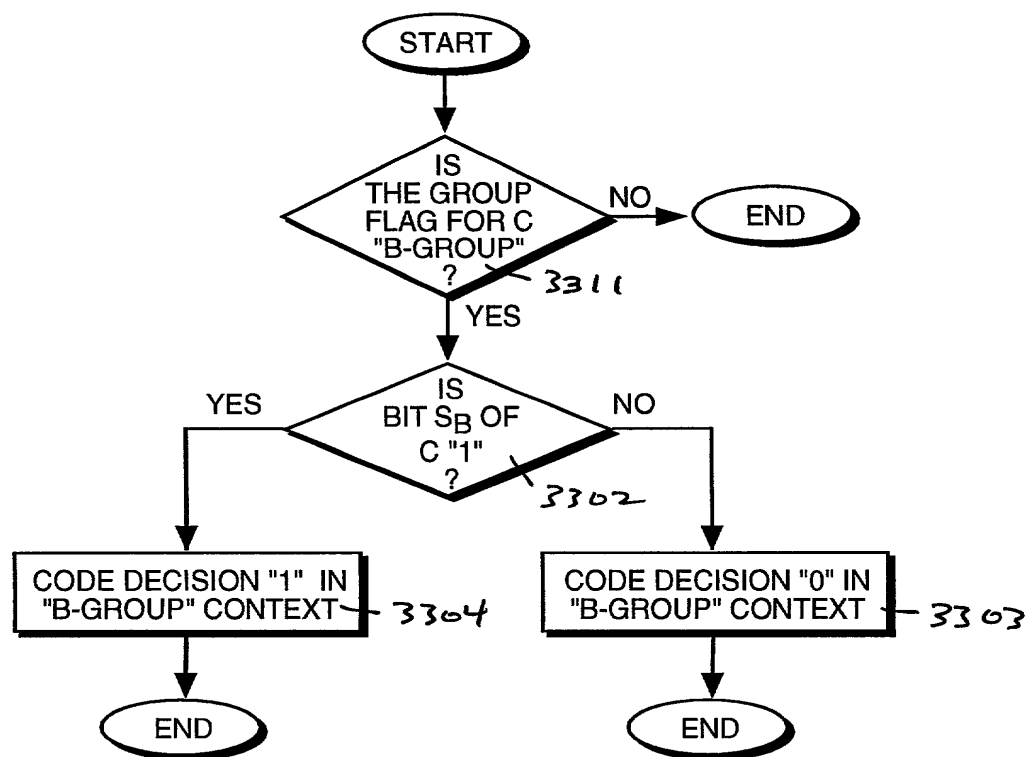 START
IS
THE GROUP
FLAG FOR C
"B-GROUP"
?
NO
END
3311
YES
IS
BIT SB OF
C "1"
?
YES
NO
3302
CODE DECISION "1" IN
"B-GROUP" CONTEXT
3304
CODE DECISION "0" IN
"B-GROUP" CONTEXT
3303
END
END